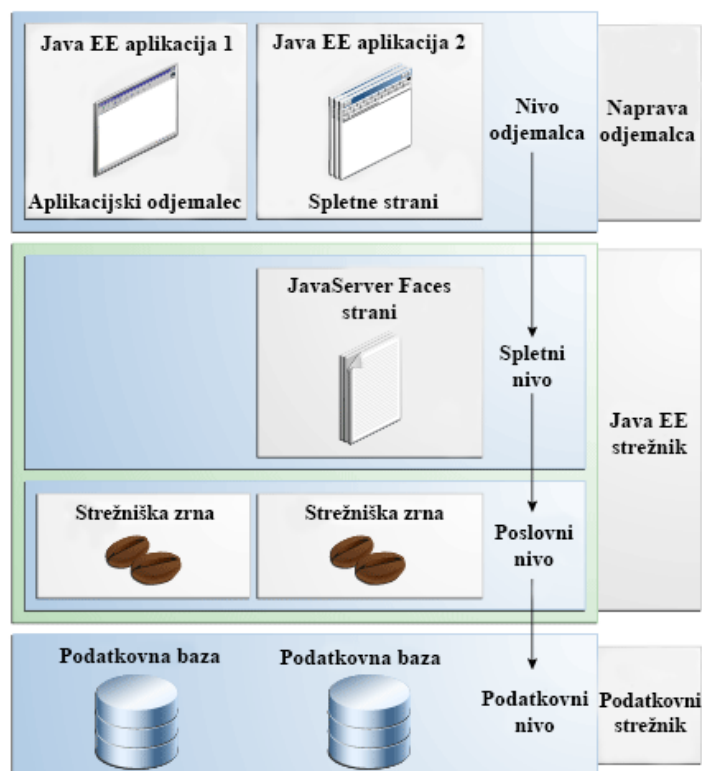 Java EE aplikacija 1
Java EE aplikacija 2
Aplikacijski odjemalec
Spletne strani
Nivo
odjemalca
Naprava
odjemalca
JavaServer Faces
strani
Spletni
nivo
Java EE
strežnik
Strežniška zrna
Strežniška zrna
Poslovni
nivo
Podatkovna baza
Podatkovna baza
Podatkovni
nivo
Podatkovni
strežnik